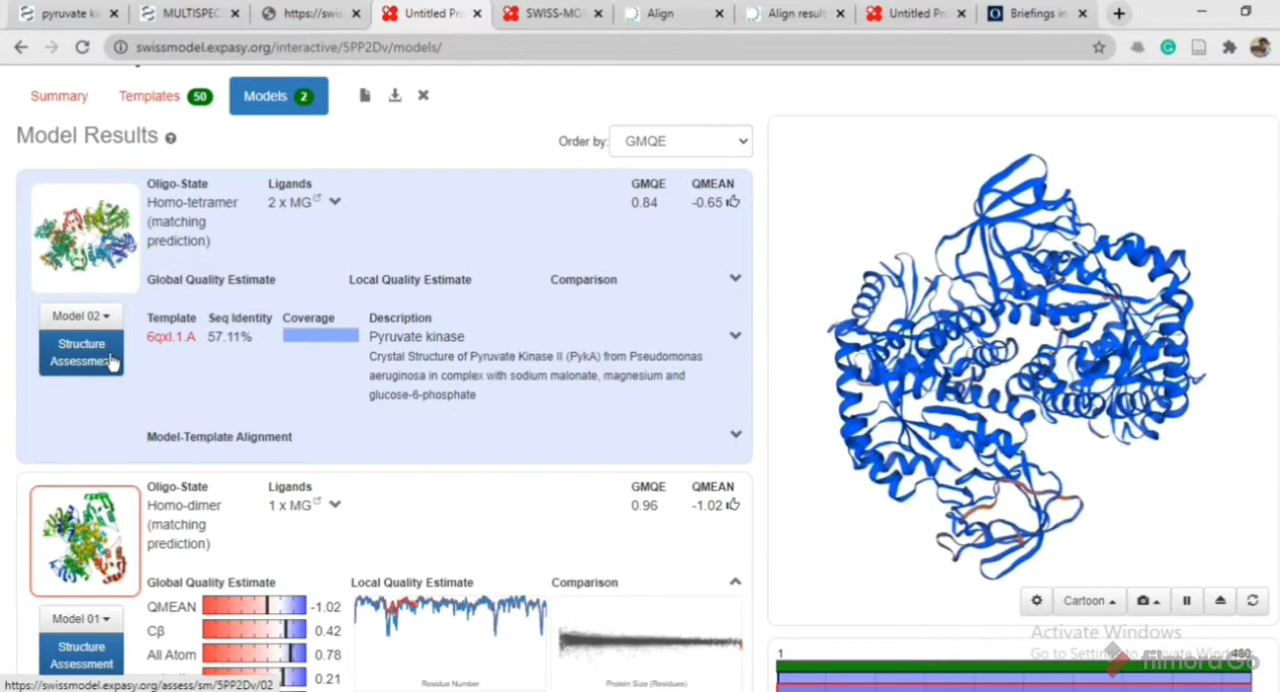 pyruvate ki
MULTISPEC
https://swis
Untitled Pro
SWISS-MO
Align
Align result
Untitled Pro
Briefings in
swissmodel.expasy.org/interactive/5PP2Dv/models/
Summary
Templates 50
Models 2
Model Results
Order by: GMQE
Oligo-State
Homo-tetramer
(matching
prediction)
Ligands
2 x MG
GMQE
0.84
QMEAN
-0.65
Global Quality Estimate
Local Quality Estimate
Comparison
Model 02
Structure
Assessment
Template
6qxl.1.A
Seq Identity
57.11%
Coverage
Description
Pyruvate kinase
Crystal Structure of Pyruvate Kinase II (PykA) from Pseudomonas
aeruginosa in complex with sodium malonate, magnesium and
glucose-6-phosphate
Model-Template Alignment
Oligo-State
Homo-dimer
(matching
prediction)
Ligands
1 x MG
GMQE
0.96
QMEAN
-1.02
Global Quality Estimate
Local Quality Estimate
Comparison
QMEAN -1.02
Cβ 0.42
All Atom 0.78
0.21
Residue Number
Protein Size (Residues)
Model 01
Structure
Assessment
Cartoon
Activate Windows
Go to Settings to activate Windows
1
480
filmoraGo
https://swissmodel.expasy.org/assess/sm/5PP2Dv/02